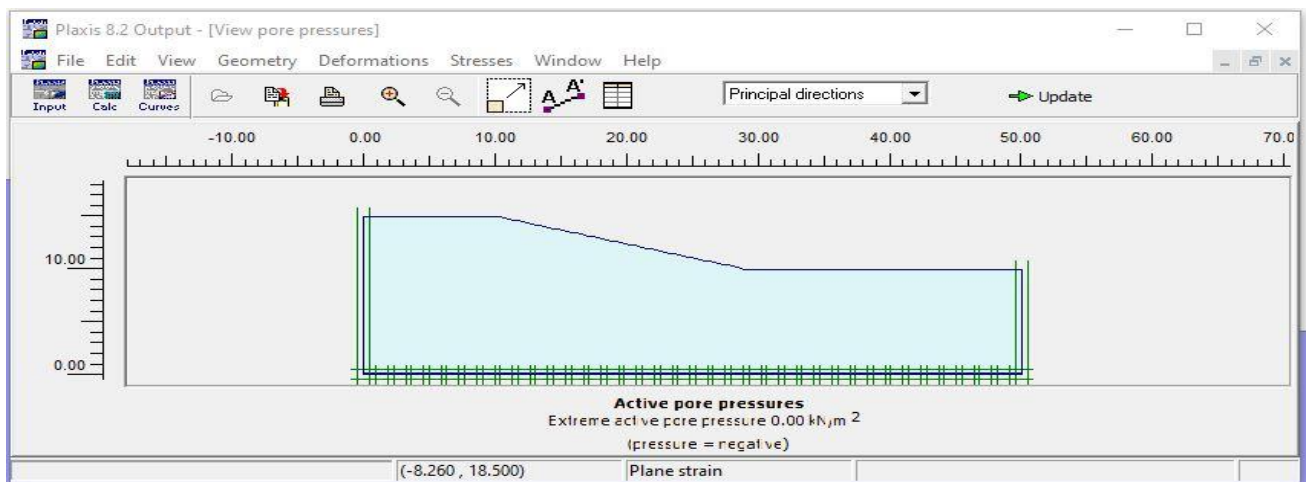 Plaxis 8.2 Output - [View pore pressures]
File Edit View Geometry Deformations Stresses Window Help
Input Calc Curves A A* Principal directions Update
-10.00 0.00 10.00 20.00 30.00 40.00 50.00 60.00 70.0
10.00
0.00
Active pore pressures
Extreme active pore pressure 0.00 kN/m 2
(pressure = negative)
(-8.260 , 18.500) Plane strain